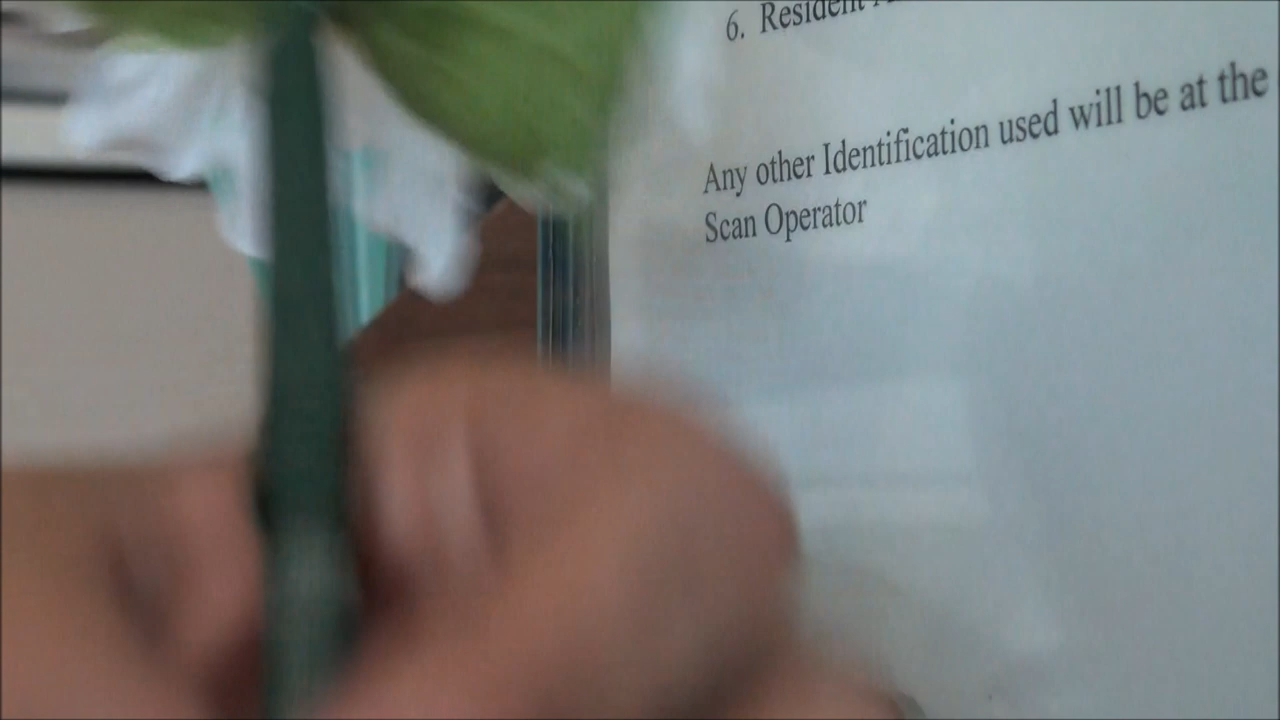 6. Resident
Any other Identification used will be at the
Scan Operator